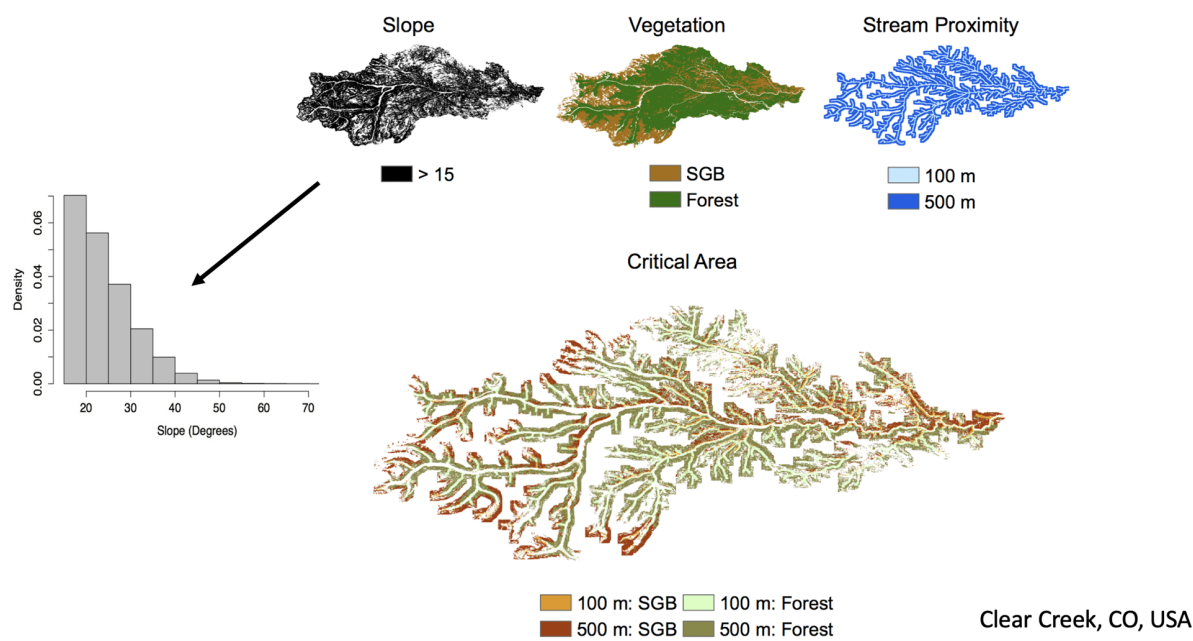 Slope
Vegetation
Stream Proximity
> 15
SGB
Forest
100 m
500 m
0.06
0.04
0.02
0.00
Density
20 30 40 50 60 70
Slope (Degrees)
Critical Area
100 m: SGB 100 m: Forest
500 m: SGB 500 m: Forest
Clear Creek, CO, USA